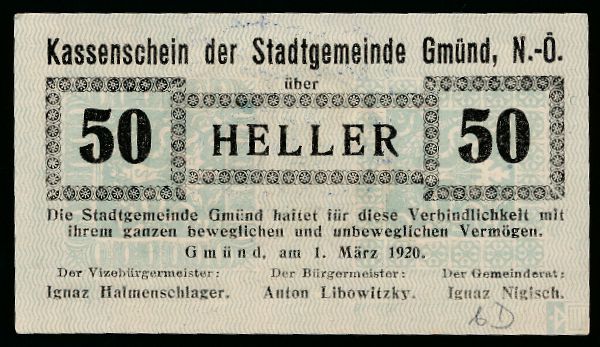 Kassenschein der Stadtgemeinde Gmünd, N.-Ö.
über
50 HELLER 50
Die Stadtgemeinde Gmünd haftet für diese Verbindlichkeit mit
ihrem ganzen beweglichen und unbeweglichen Vermögen.
Gmünd, am 1. März 1920.
Der Vizebürgermeister: Der Bürgermeister: Der Gemeinderat:
Ignaz Halmenschlager. Anton Libowitzky. Ignaz Nigisch.
6D